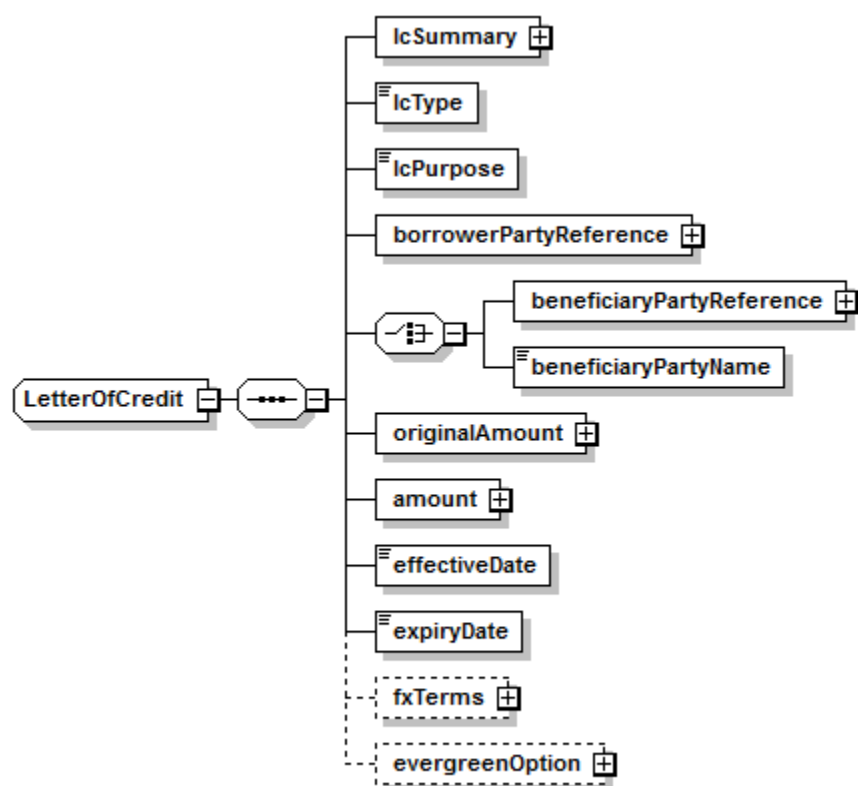 lcSummary
lcType
lcPurpose
borrowerPartyReference
beneficiaryPartyReference
beneficiaryPartyName
LetterOfCredit
originalAmount
amount
effectiveDate
expiryDate
fxTerms
evergreenOption